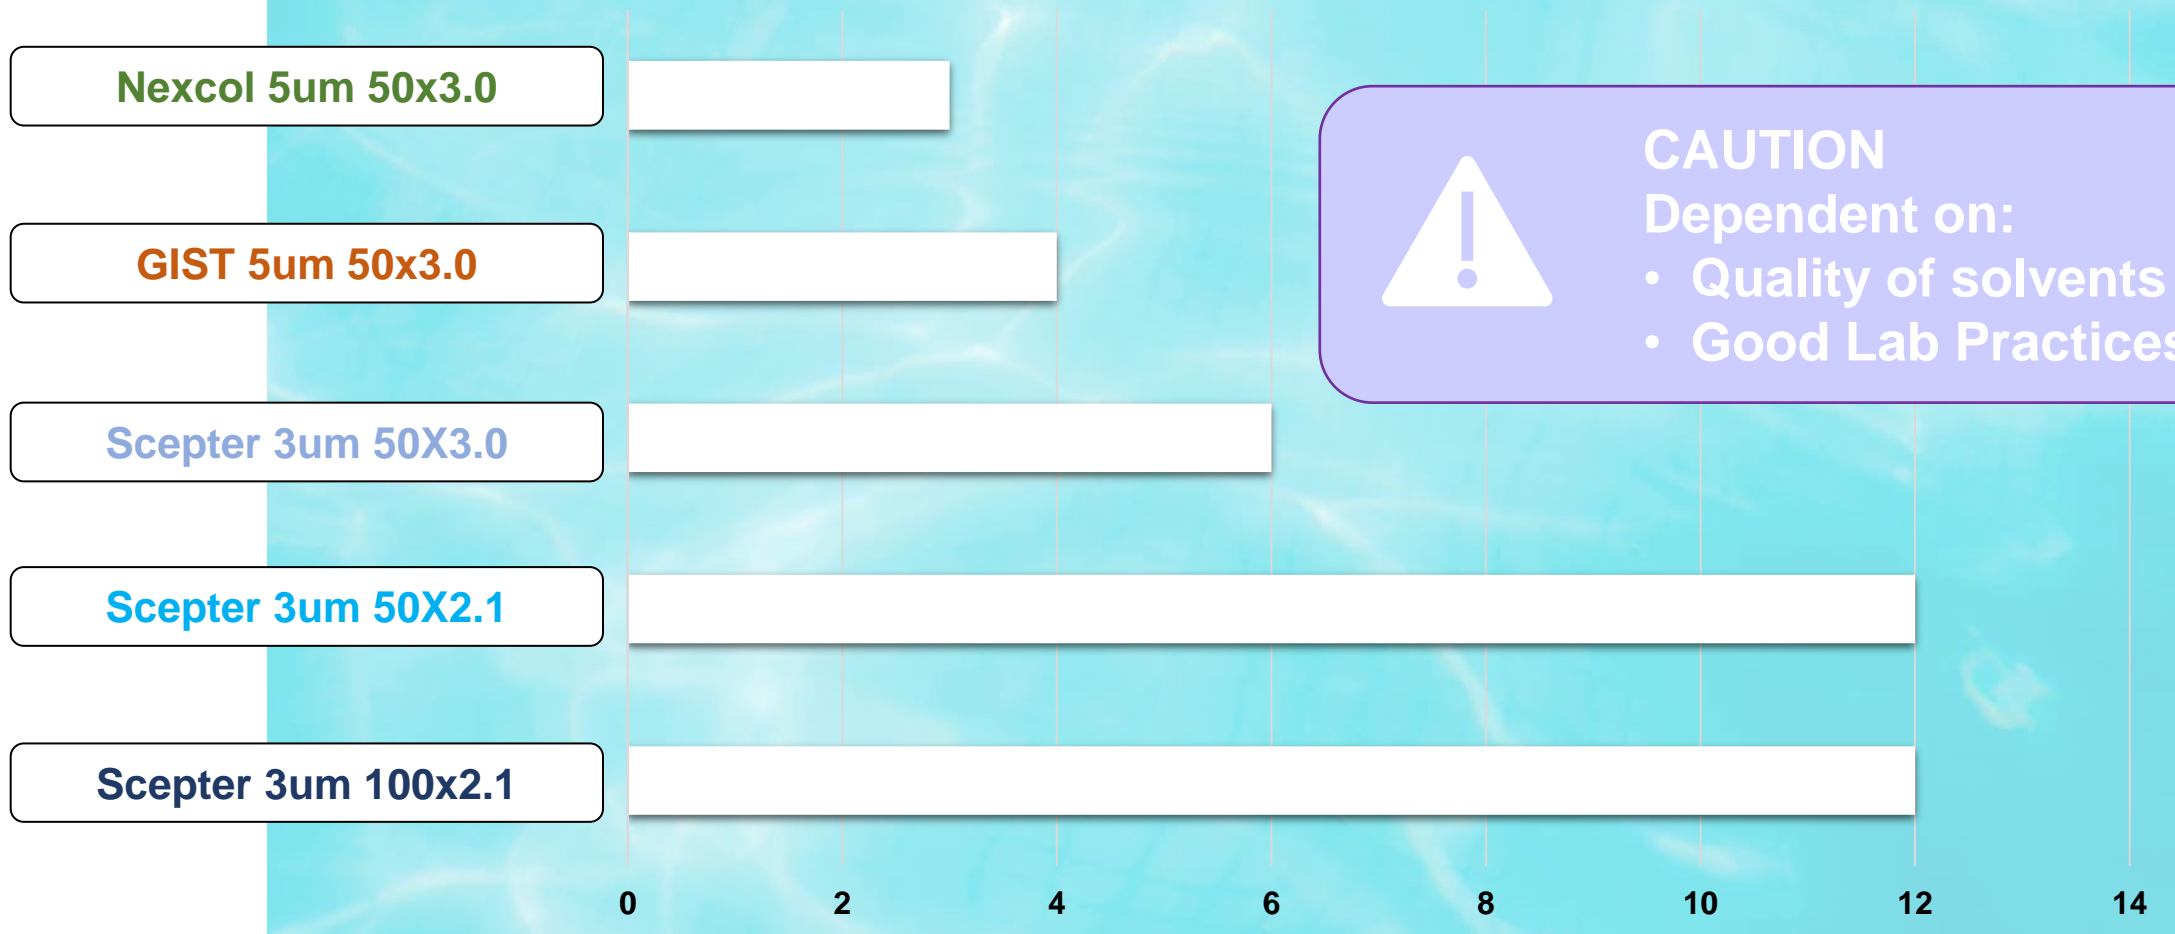 Nexcol 5um 50x3.0
GIST 5um 50x3.0
Scepter 3um 50X3.0
Scepter 3um 50X2.1
Scepter 3um 100x2.1
CAUTION
Dependent on:
• Quality of solvents
• Good Lab Practices
0 2 4 6 8 10 12 14